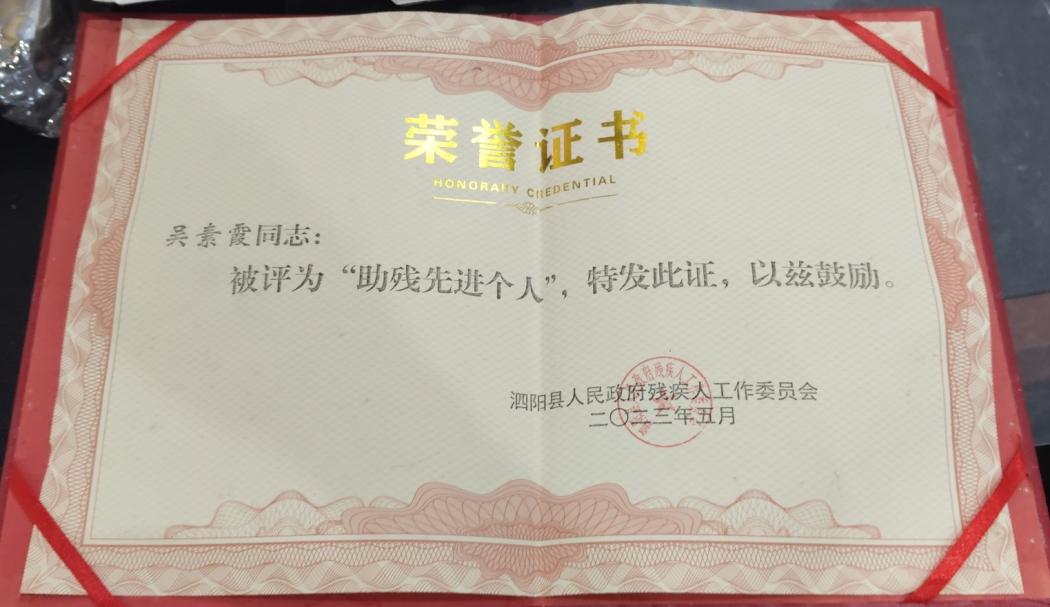 荣誉证书
HONORARY CREDENTIAL
吴素霞同志：
被评为“助残先进个人”，特发此证，以兹鼓励。
泗阳县人民政府残疾人工作委员会
二〇二三年五月